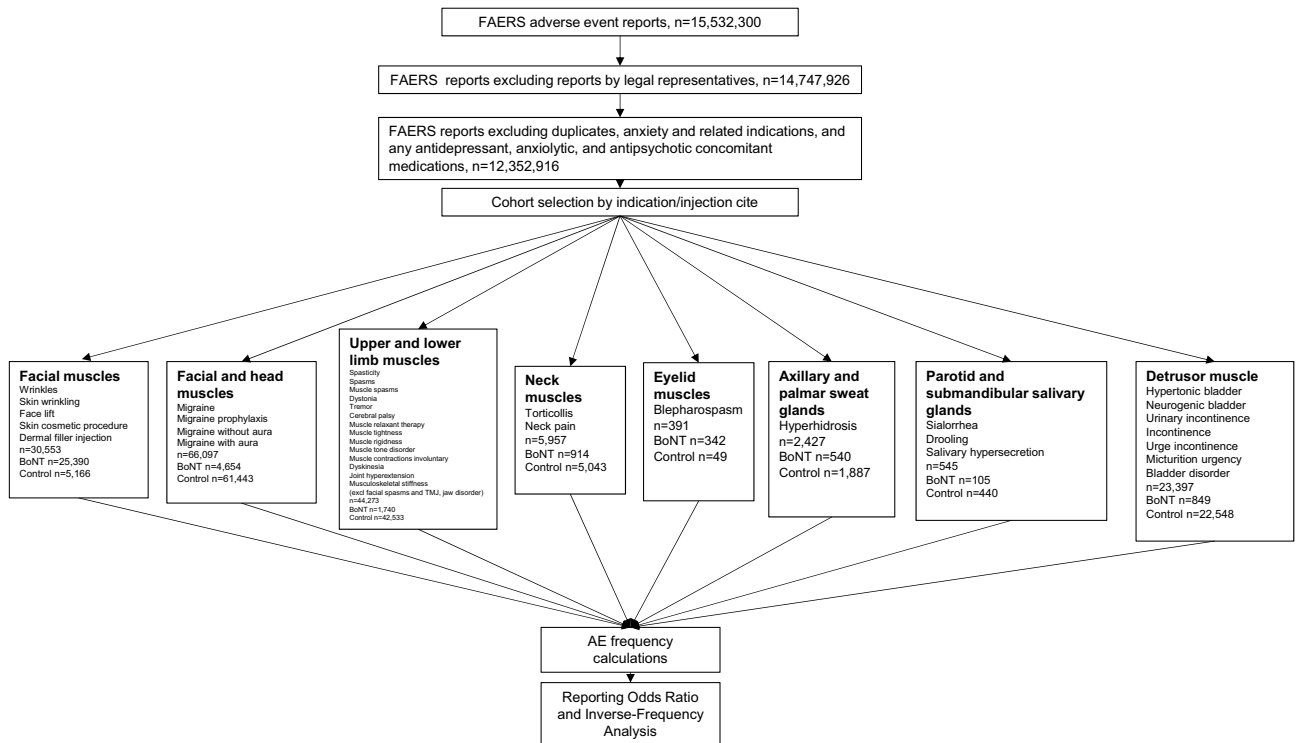 FAERS adverse event reports, n=15,532,300
FAERS reports excluding reports by legal representatives, n=14,747,926
FAERS reports excluding duplicates, anxiety and related indications, and
any antidepressant, anxiolytic, and antipsychotic concomitant
medications, n=12,352,916
Cohort selection by indication/injection cite
Facial muscles
Wrinkles
Skin wrinkling
Face lift
Skin cosmetic procedure
Dermal filler injection
n=30,553
BoNT=25,390
Control n=5,166
Facial and head
muscles
Migraine
Migraine prophylaxis
Migraine without aura
Migraine with aura
n=66,097
BoNT n=4,654
Control n=61,443
Upper and lower
limb muscles
Spasticity
Spasms
Muscle spasms
Dystonia
Tremor
Cerebral palsy
Muscle relaxant therapy
Muscle tightness
Muscle rigidness
Muscle tone disorder
Muscle contractions involuntary
Dyskinesia
Joint hyperextension
Musculoskeletal stiffness
(excl facial spasms and TMJ, jaw disorder)
n=44,273
BoNT n=1,740
Control n=42,533
Neck
muscles
Torticollis
Neck pain
n=5,957
BoNT n=914
Control n=5,043
Eyelid
muscles
Blepharospasm
n=391
BoNT n=342
Control n=49
Axillary and
palmar sweat
glands
Hyperhidrosis
n=2,427
BoNT n=540
Control n=1,887
Parotid and
submandibular salivary
glands
Sialorrhea
Drooling
Salivary hypersecretion
n=545
BoNT n=105
Control n=440
Detrusor muscle
Hypertonic bladder
Neurogenic bladder
Urinary incontinence
Incontinence
Urge incontinence
Micturition urgency
Bladder disorder
n=23,397
BoNT n=849
Control n=22,548
AE frequency
calculations
Reporting Odds Ratio
and Inverse-Frequency
Analysis